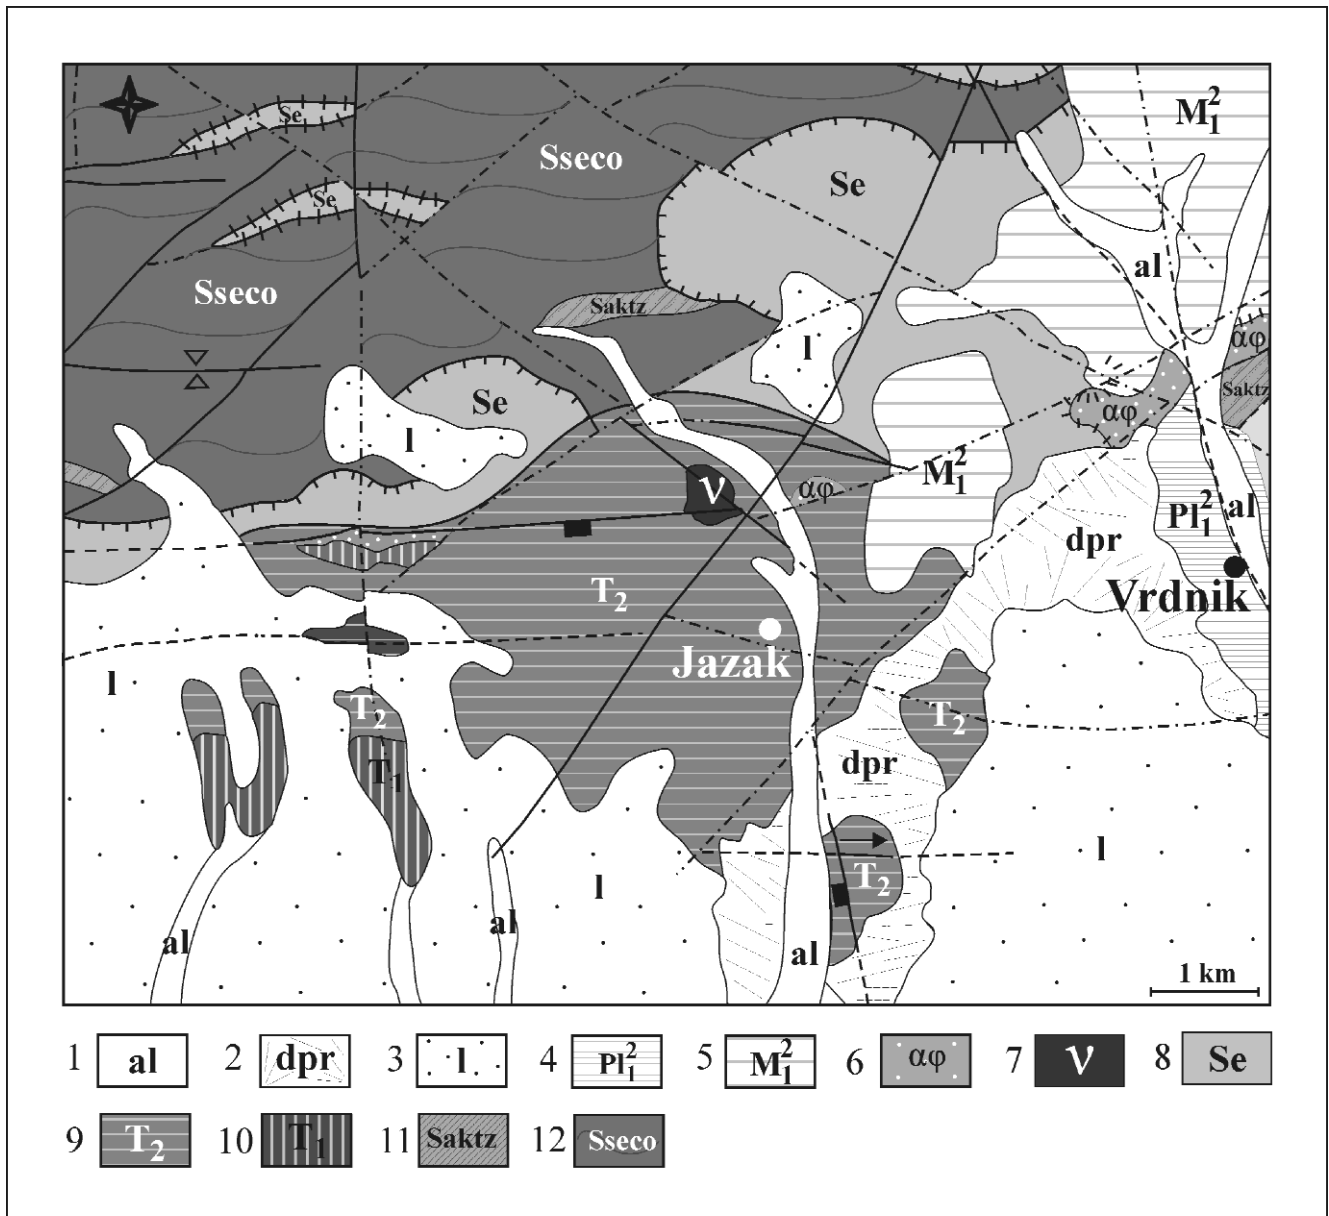 M₁²
Se
Sseco
Se
Se
al
Sseco
Saktz
αφ
l
Saktz
Se
αφ
l
M₁²
ν
αφ
Pl₁²
al
dpr
T₂
Vrdnik
Jazak
l
T₂
T₂
T₁
dpr
l
T₂
l
al
al
al
1 km
1 al 2 dpr 3 l 4 Pl₁² 5 M₁² 6 αφ 7 ν 8 Se
9 T₂ 10 T₁ 11 Saktz 12 Sseco